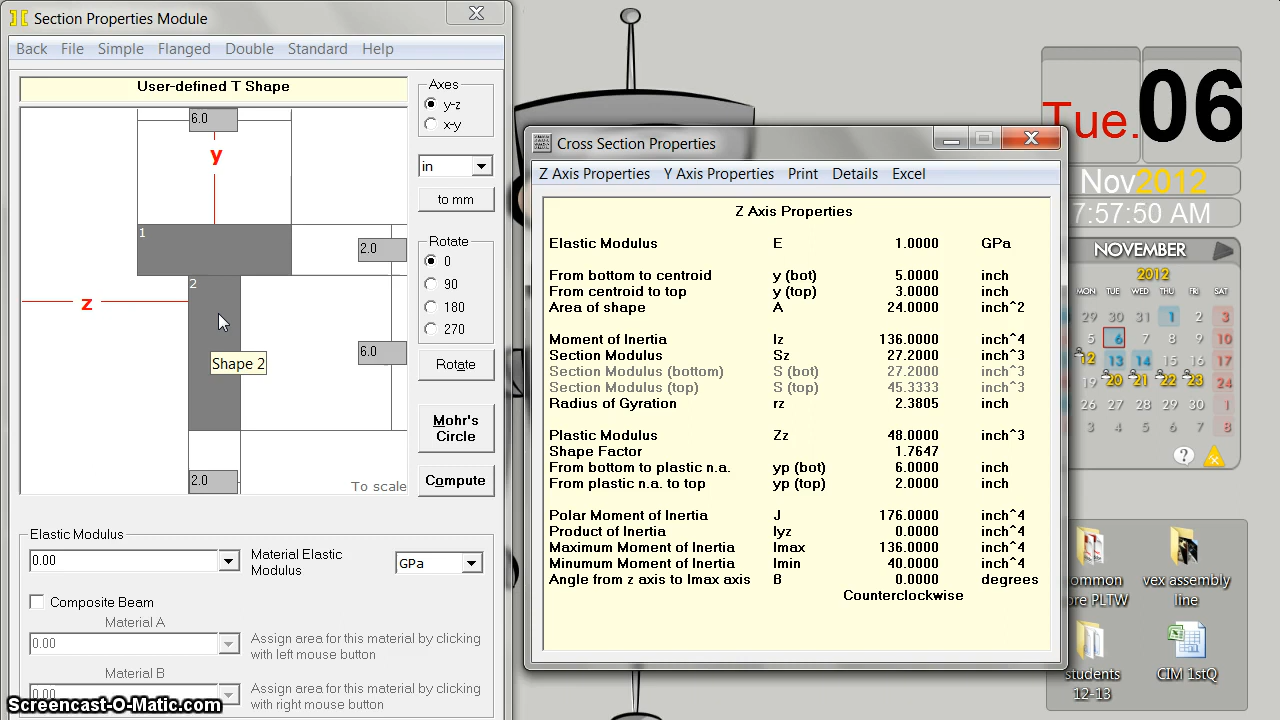 Section Properties Module
Back File Simple Flanged Double Standard Help
User-defined T Shape
6.0
y
1
2.0
2
z
Shape 2
6.0
2.0
To scale
Axes
y-z
x-y
in
to mm
Rotate
0
90
180
270
Rotate
Mohr's
Circle
Compute
Elastic Modulus
0.00
Material Elastic
Modulus
GPa
Composite Beam
Material A
0.00
Assign area for this material by clicking
with left mouse button
Material B
0.00
Assign area for this material by clicking
with right mouse button
Screencast-O-Matic.com
Cross Section Properties
Z Axis Properties Y Axis Properties Print Details Excel
Z Axis Properties
Elastic Modulus E 1.0000 GPa
From bottom to centroid y (bot) 5.0000 inch
From centroid to top y (top) 3.0000 inch
Area of shape A 24.0000 inch^2
Moment of Inertia Iz 136.0000 inch^4
Section Modulus Sz 27.2000 inch^3
Section Modulus (bottom) S (bot) 27.2000 inch^3
Section Modulus (top) S (top) 45.3333 inch^3
Radius of Gyration rz 2.3805 inch
Plastic Modulus Zz 48.0000 inch^3
Shape Factor 1.7647
From bottom to plastic n.a. yp (bot) 6.0000 inch
From plastic n.a. to top yp (top) 2.0000 inch
Polar Moment of Inertia J 176.0000 inch^4
Product of Inertia Iyz 0.0000 inch^4
Maximum Moment of Inertia Imax 136.0000 inch^4
Minumum Moment of Inertia Imin 40.0000 inch^4
Angle from z axis to Imax axis B 0.0000 degrees
Counterclockwise
Tue. 06
Nov2012
7:57:50 AM
NOVEMBER
2012
MON TUE WED THU FRI SAT
29 30 31 1 2 3
5 6 7 8 9 10
12 13 14 15 16 17
19 20 21 22 23 24
26 27 28 29 30 1
3 4 5 6 7 8
?
ommon
ore PLTW
vex assembly
line
students
12-13
CIM 1stQ